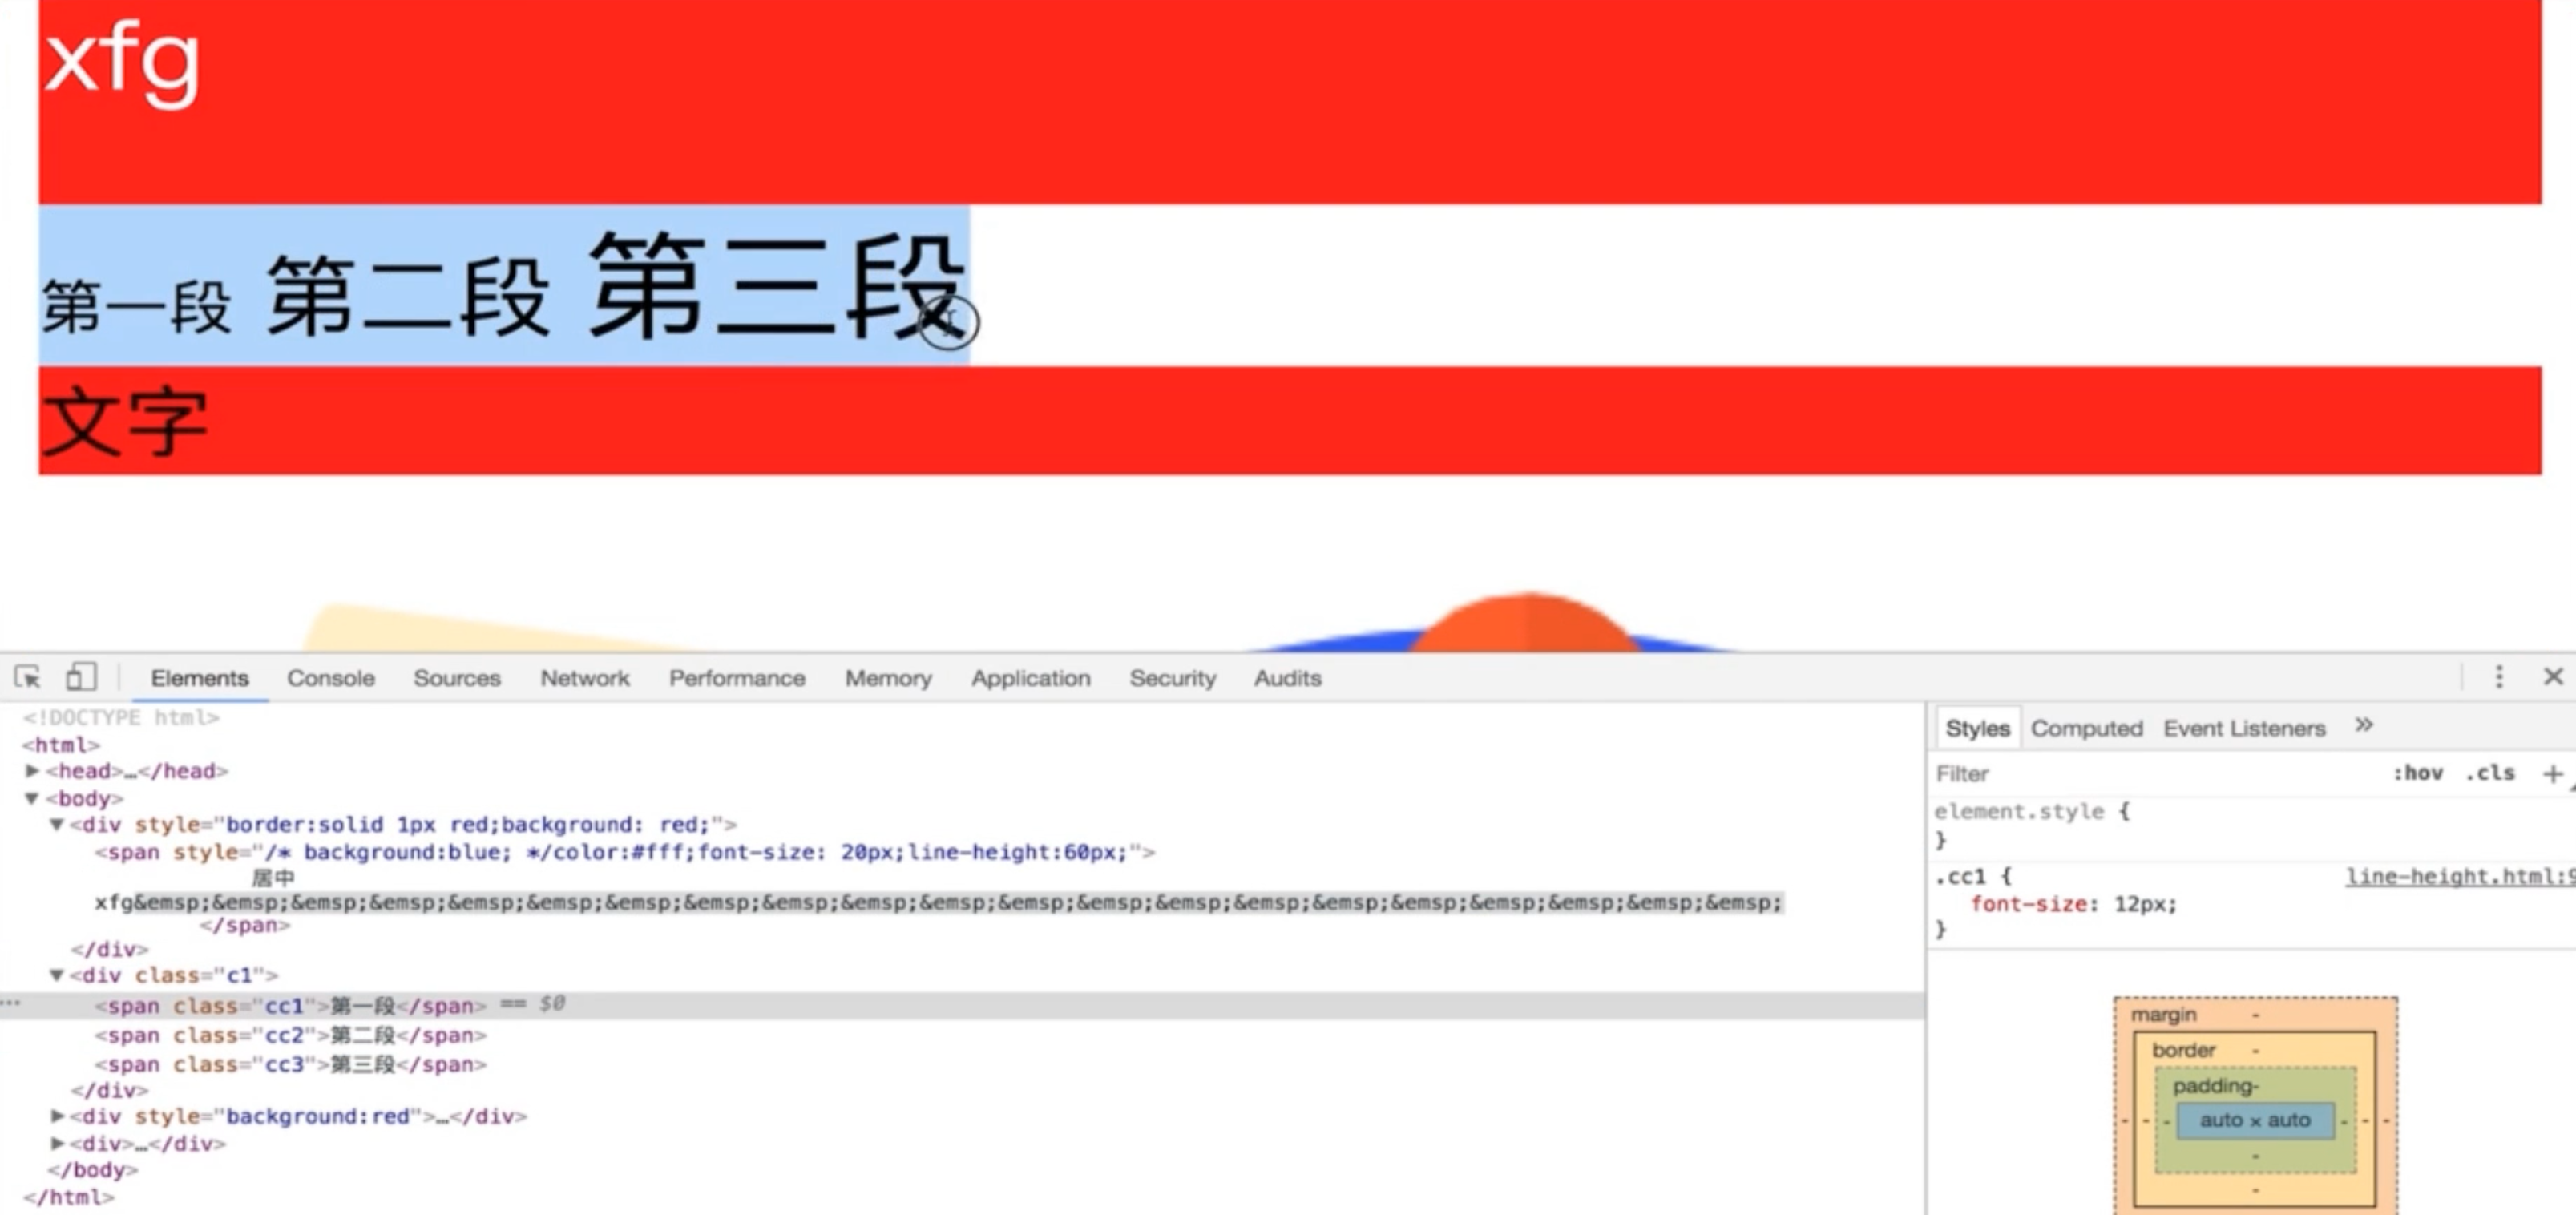 xfg
第一段 第二段 第三段
文字
Elements Console Sources Network Performance Memory Application Security Audits
<!DOCTYPE html>
<html>
<head>…</head>
<body>
<div style="border:solid 1px red;background: red;">
<span style="/* background:blue; */color:#fff;font-size: 20px;line-height:60px;">
居中
xfg&emsp;&emsp;&emsp;&emsp;&emsp;&emsp;&emsp;&emsp;&emsp;&emsp;&emsp;&emsp;&emsp;&emsp;&emsp;&emsp;&emsp;&emsp;&emsp;&emsp;&emsp;
</span>
</div>
<div class="c1">
<span class="cc1">第一段</span> == $0
<span class="cc2">第二段</span>
<span class="cc3">第三段</span>
</div>
<div style="background:red">…</div>
<div>…</div>
</body>
</html>
Styles Computed Event Listeners »
Filter :hov .cls +
element.style {
}
.cc1 { line-height.html:9
font-size: 12px;
}
margin -
border -
padding-
- - - auto × auto - - -
-
-